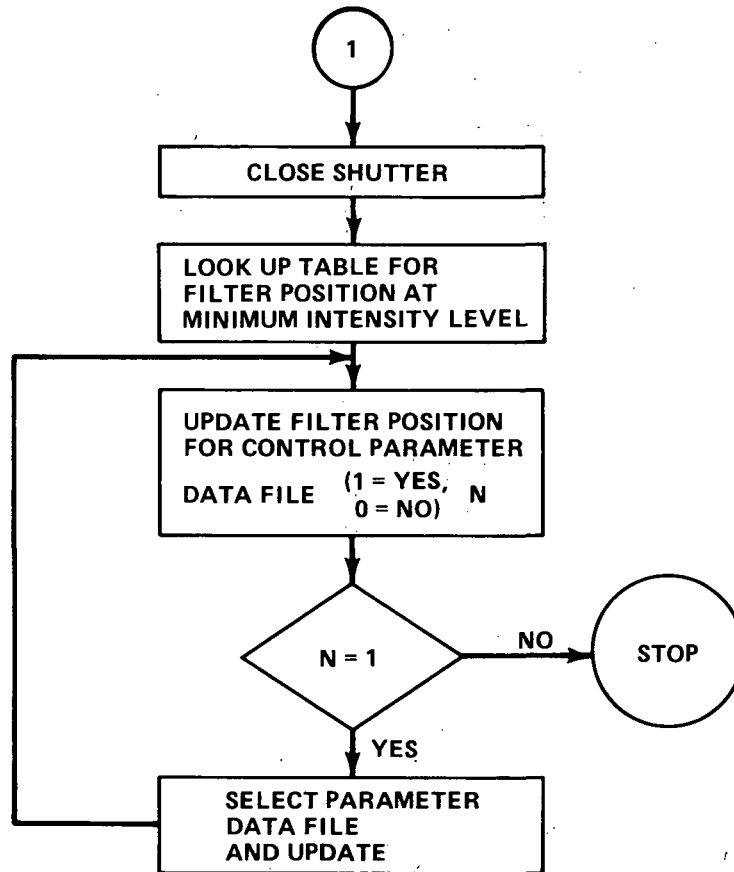 1
CLOSE SHUTTER
LOOK UP TABLE FOR
FILTER POSITION AT
MINIMUM INTENSITY LEVEL
UPDATE FILTER POSITION
FOR CONTROL PARAMETER
DATA FILE (1 = YES, 0 = NO) N
N = 1
NO
STOP
YES
SELECT PARAMETER
DATA FILE
AND UPDATE